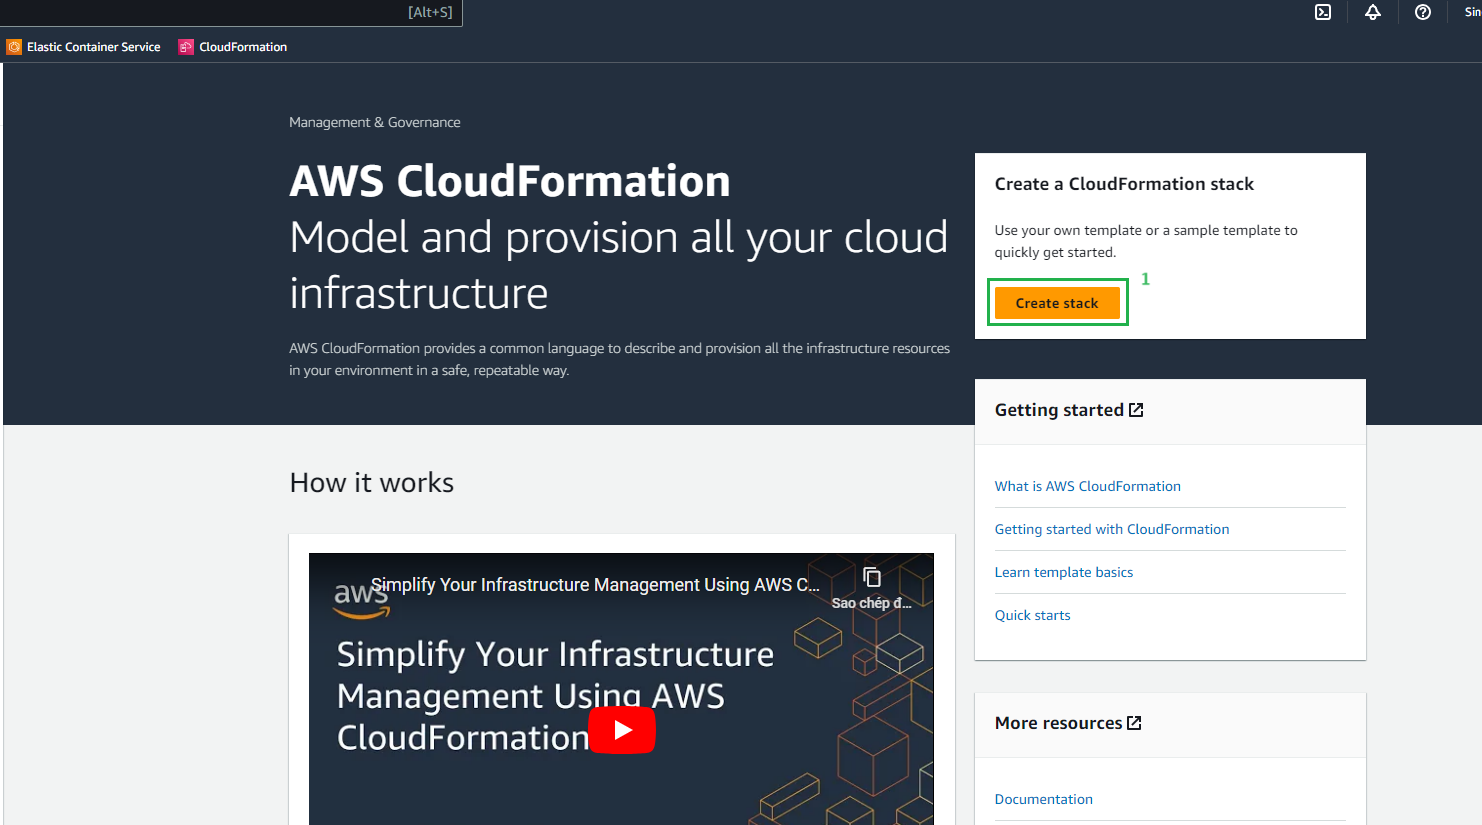 [Alt+S]
Sin
Elastic Container Service
CloudFormation
Management & Governance
AWS CloudFormation
Model and provision all your cloud
infrastructure
AWS CloudFormation provides a common language to describe and provision all the infrastructure resources
in your environment in a safe, repeatable way.
Create a CloudFormation stack
Use your own template or a sample template to
quickly get started.
1
Create stack
Getting started
What is AWS CloudFormation
Getting started with CloudFormation
Learn template basics
Quick starts
How it works
aws
Simplify Your Infrastructure Management Using AWS C...
Sao chép đ...
Simplify Your Infrastructure
Management Using AWS
CloudFormation
More resources
Documentation